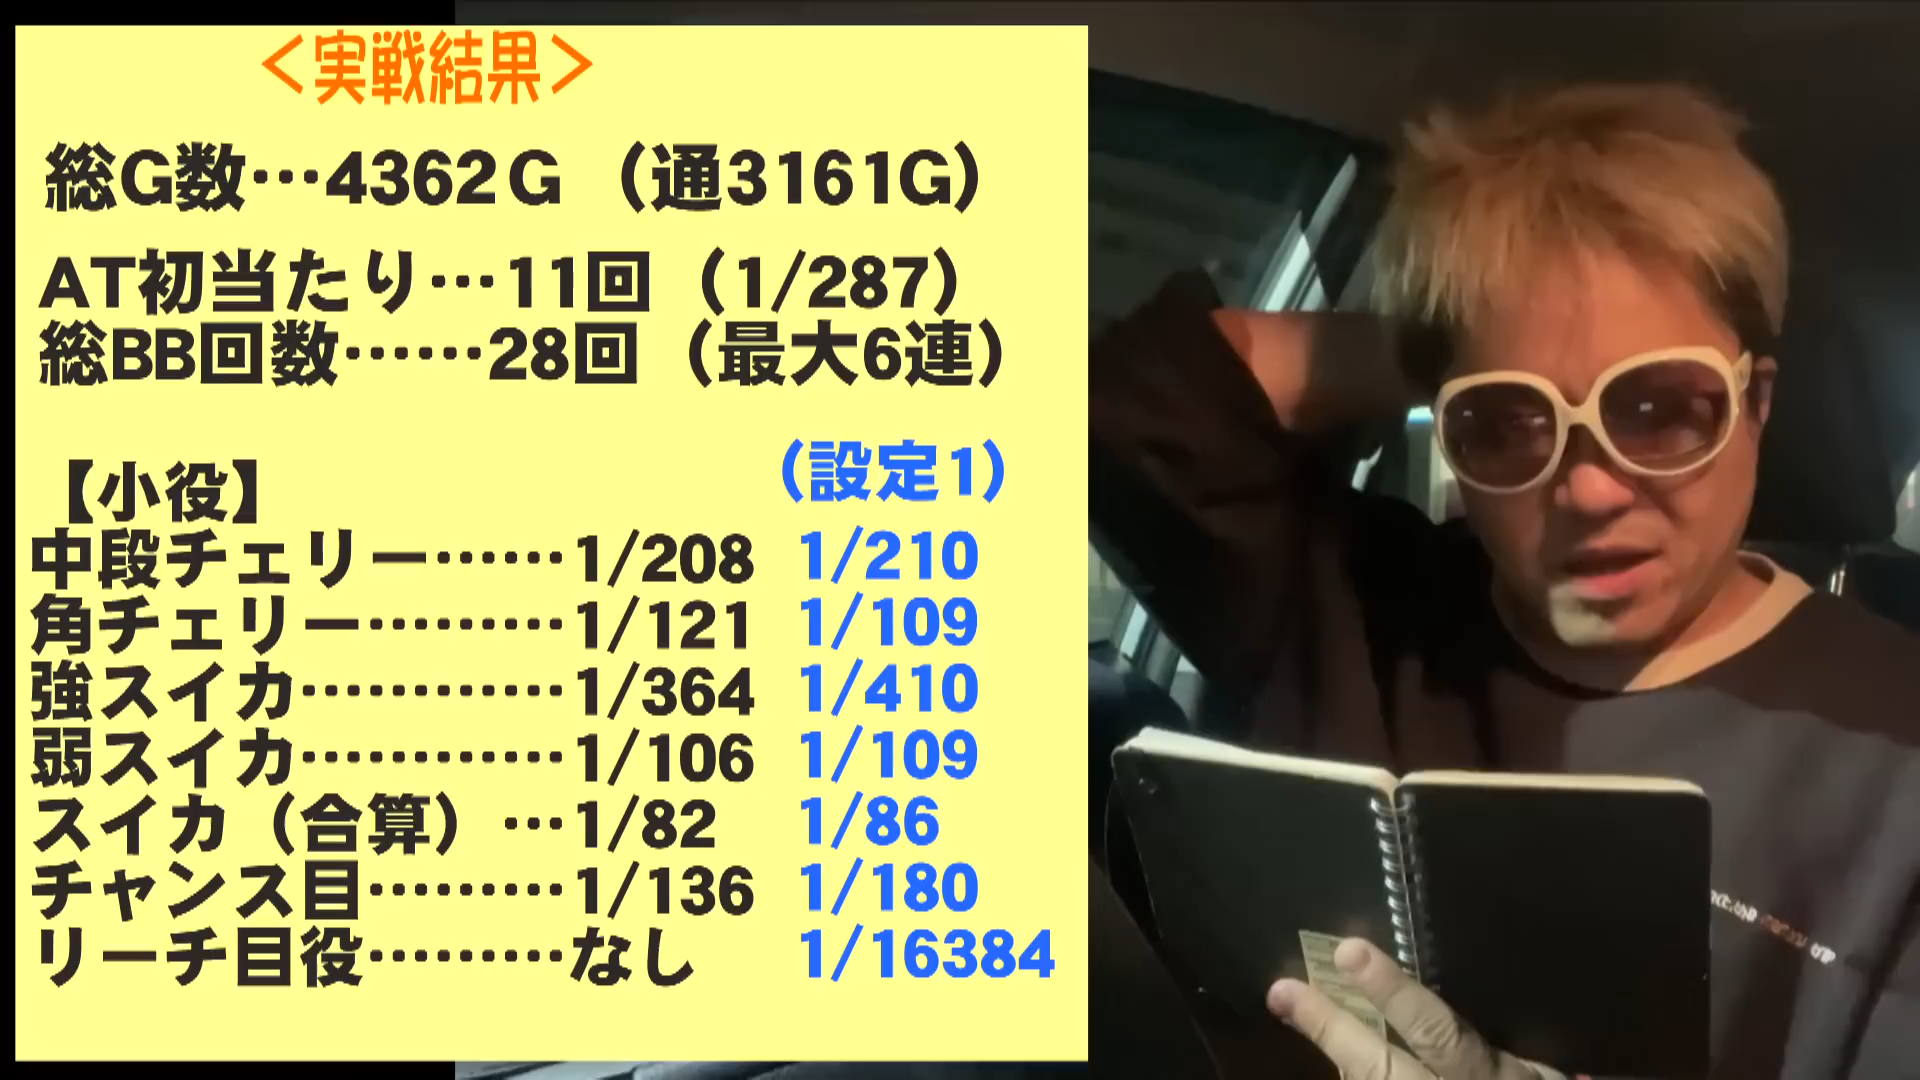 ＜実戦結果＞
総G数…4362G（通3161G）
AT初当たり…11回（1/287）
総BB回数……28回（最大6連）
【小役】 （設定1）
中段チェリー……1/208 1/210
角チェリー………1/121 1/109
強スイカ…………1/364 1/410
弱スイカ…………1/106 1/109
スイカ（合算）…1/82 1/86
チャンス目………1/136 1/180
リーチ目役………なし 1/16384